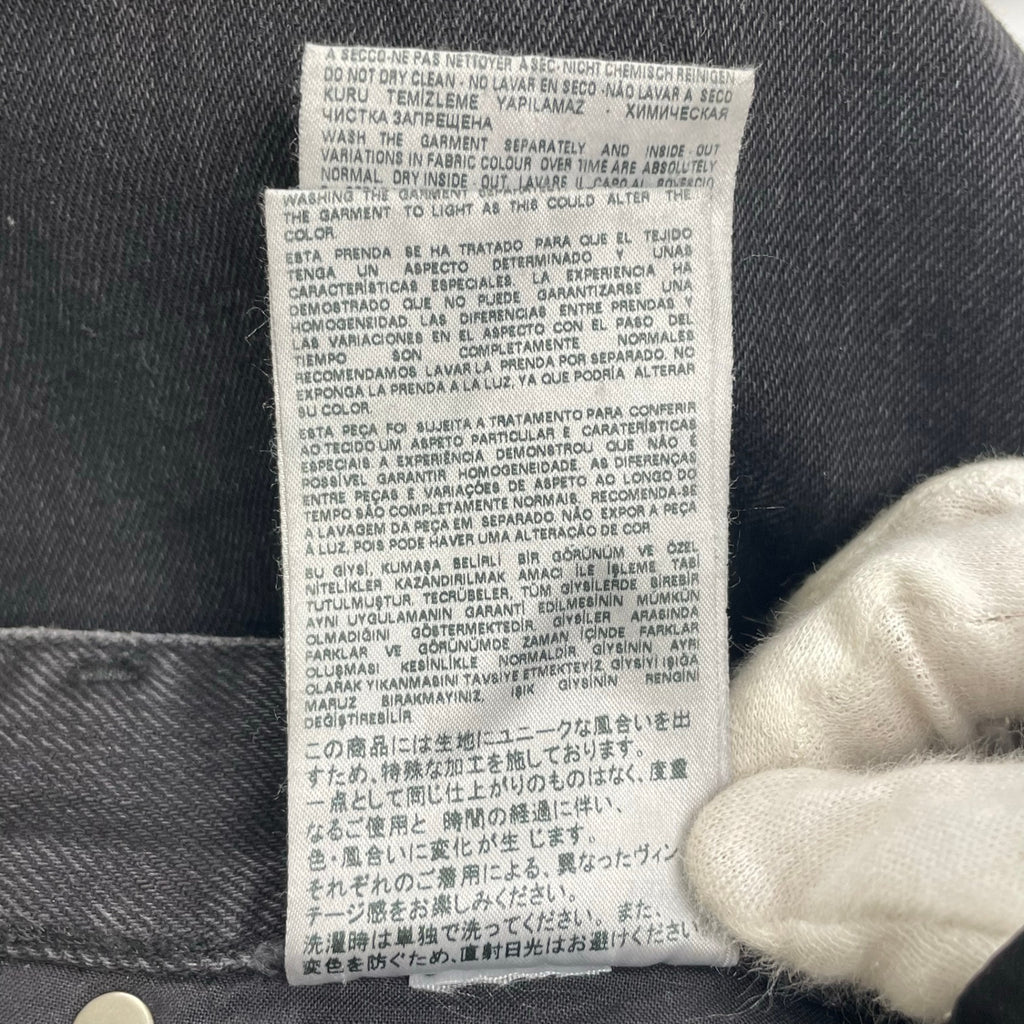 A SECCO-NE PAS NETTOYER A SEC-NICHT CHEMISCH REINIGEN
DO NOT DRY CLEAN - NO LAVAR EN SECO -NÃO LAVAR A SECO
KURU TEMİZLEME YAPILAMAZ · ХИМИЧЕСКАЯ
ЧИСТКА ЗАПРЕЩЕНА
WASH THE GARMENT SEPARATELY AND INSIDE-OUT
VARIATIONS IN FABRIC COLOUR OVER TIME ARE ABSOLUTELY
NORMAL. DRY INSIDE-OUT. LAVARE IL CAPO AL ROVESCIO
WASHING THE GARMENT
THE GARMENT TO LIGHT AS THIS COULD ALTER THE
COLOR
ESTA PRENDA SE HA TRATADO PARA QUE EL TEJIDO
TENGA UN ASPECTO DETERMINADO Y UNAS
CARACTERÍSTICAS ESPECIALES. LA EXPERIENCIA HA
DEMOSTRADO QUE NO PUEDE GARANTIZARSE UNA
HOMOGENEIDAD. LAS DIFERENCIAS ENTRE PRENDAS Y
LAS VARIACIONES EN EL ASPECTO CON EL PASO DEL
TIEMPO SON COMPLETAMENTE NORMALES
RECOMENDAMOS LAVAR LA PRENDA POR SEPARADO. NO
EXPONGA LA PRENDA A LA LUZ, YA QUE PODRÍA ALTERAR
SU COLOR
ESTA PEÇA FOI SUJEITA A TRATAMENTO PARA CONFERIR
AO TECIDO UM ASPETO PARTICULAR E CARATERÍSTICAS
ESPECIAIS. A EXPERIÊNCIA DEMONSTROU QUE NÃO É
POSSÍVEL GARANTIR HOMOGENEIDADE. AS DIFERENÇAS
ENTRE PEÇAS E VARIAÇÕES DE ASPETO AO LONGO DO
TEMPO SÃO COMPLETAMENTE NORMAIS. RECOMENDA-SE
A LAVAGEM DA PEÇA EM SEPARADO. NÃO EXPOR A PEÇA
À LUZ, POIS PODE HAVER UMA ALTERAÇÃO DE COR
BU GİYSİ, KUMAŞA BELİRLİ BİR GÖRÜNÜM VE ÖZEL
NİTELİKLER KAZANDIRILMAK AMACI İLE İŞLEME TABİ
TUTULMUŞTUR. TECRÜBELER, TÜM GİYSİLERDE BİREBİR
AYNI UYGULAMANIN GARANTİ EDİLMESİNİN MÜMKÜN
OLMADIĞINI GÖSTERMEKTEDİR. GİYSİLER ARASINDA
FARKLAR VE GÖRÜNÜMDE ZAMAN İÇİNDE FARKLAR
OLUŞMASI KESİNLİKLE NORMALDİR. GİYSİNİN AYRI
OLARAK YIKANMASINI TAVSİYE ETMEKTEYİZ. GİYSİYİ IŞIĞA
MARUZ BIRAKMAYINIZ, IŞIK GİYSİNİN RENGİNİ
DEĞİŞTİREBİLİR
この商品には生地にユニークな風合いを出
すため、特殊な加工を施しております。
一点として同じ仕上がりのものはなく、度重
なるご使用と 時間の経過に伴い、
色・風合いに変化が生 じます。
それぞれのご着用による、異なったヴィン
テージ感をお楽しみください。
洗濯時は単独で洗ってください。また、
変色を防ぐため、直射日光はお避けください